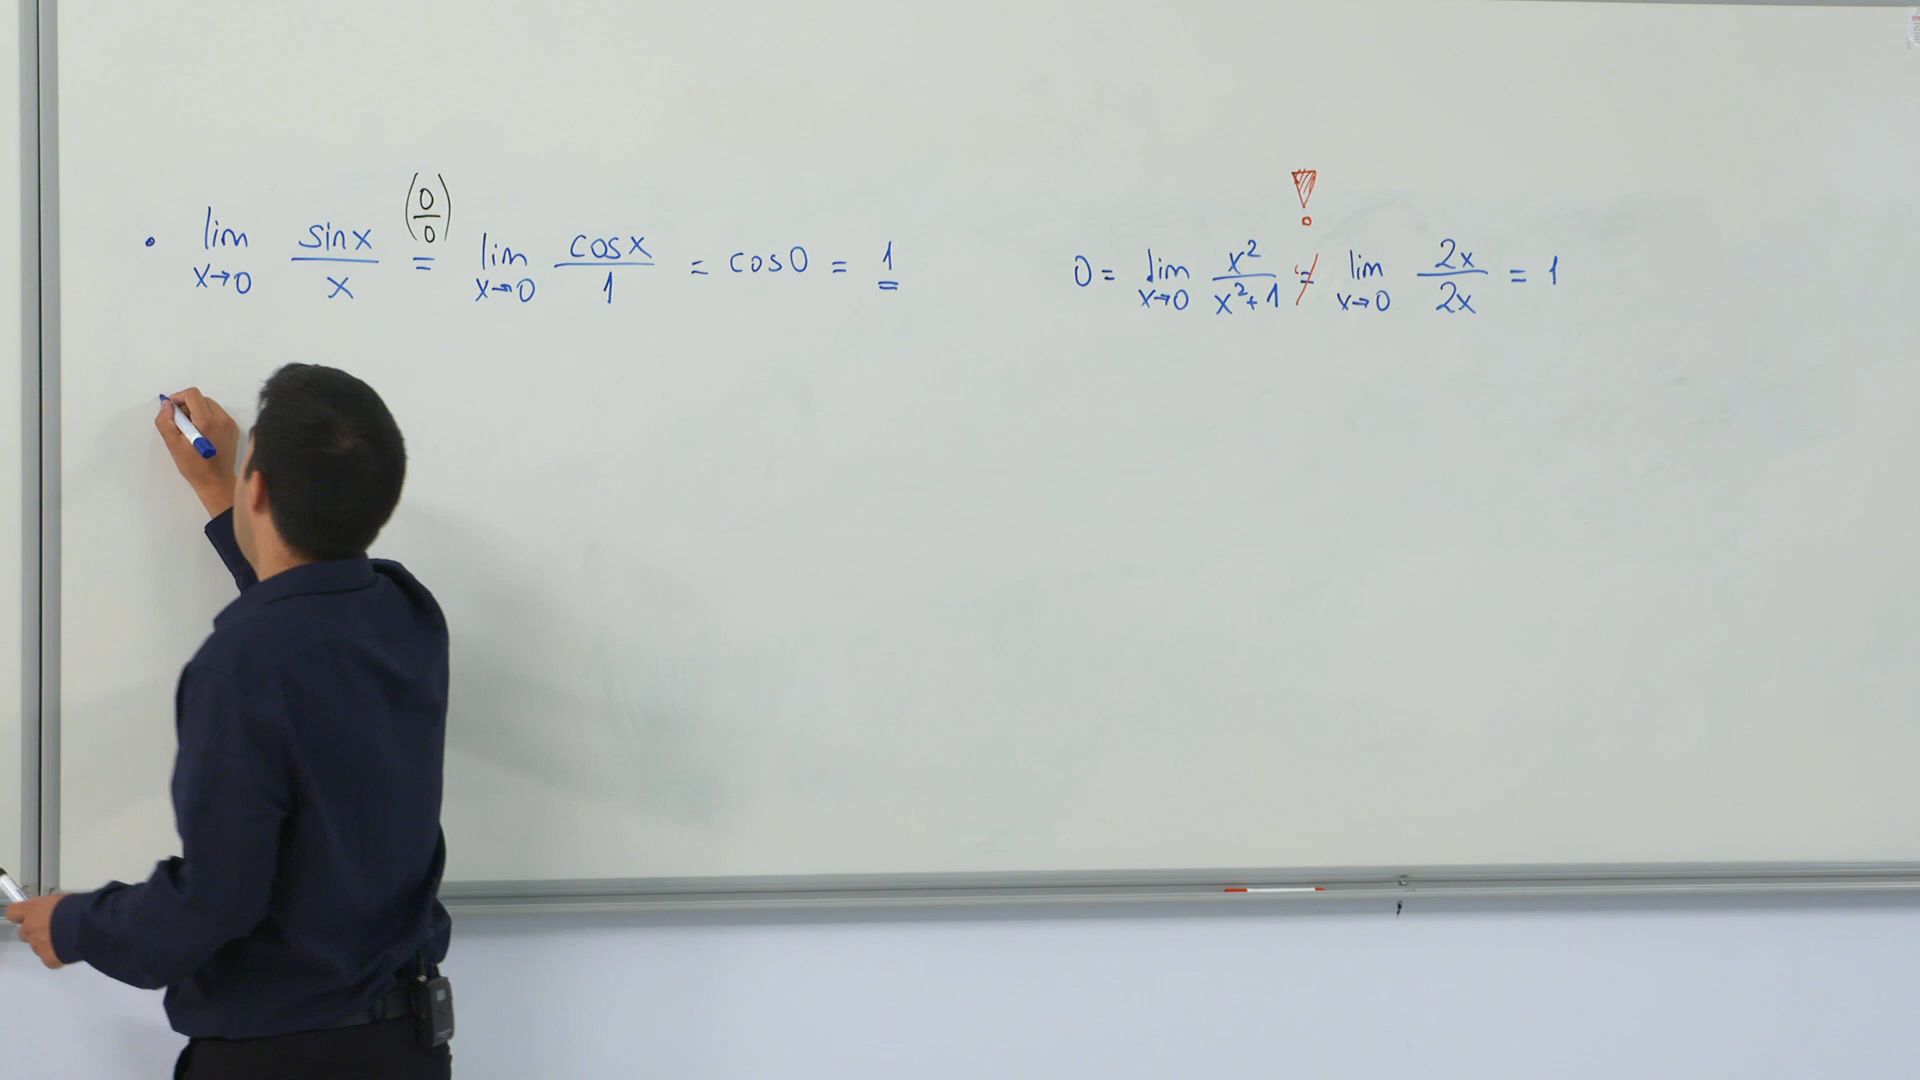 • lim x→0 sinx/x =(0/0) lim x→0 cosx/1 = cos0 = 1
!
0 = lim x→0 x²/x²+1 ≠ lim x→0 2x/2x = 1